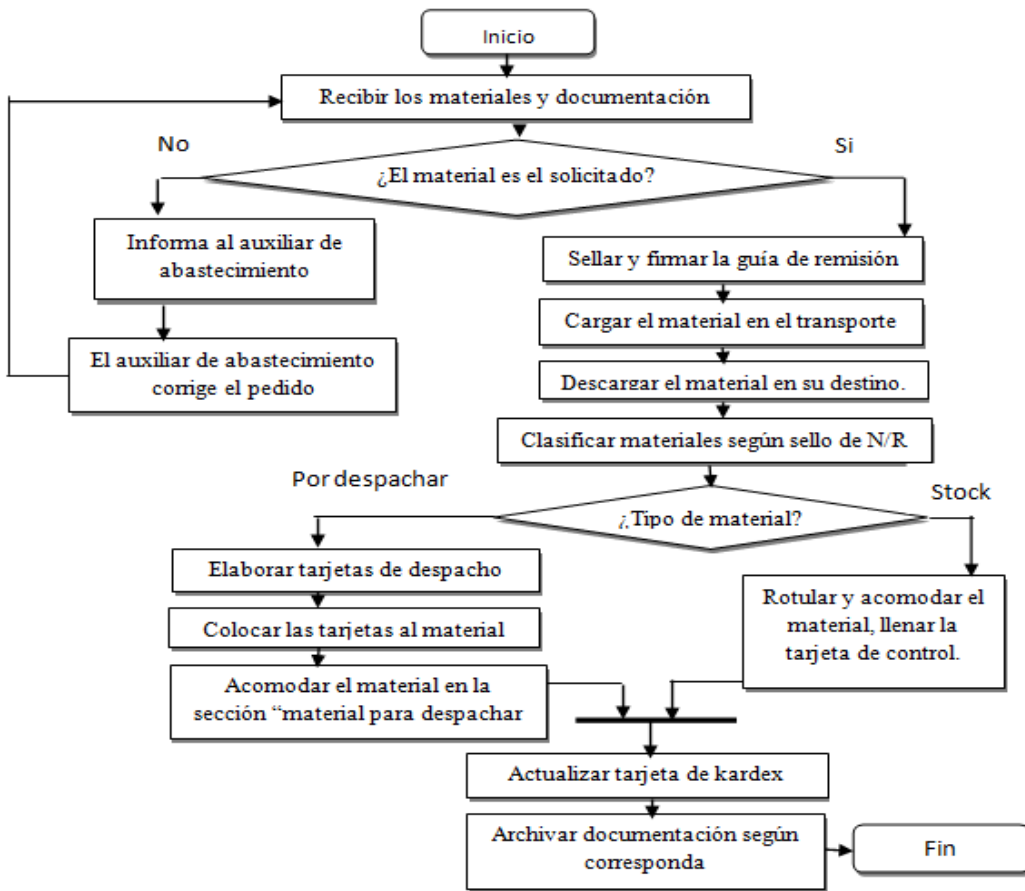 Inicio
Recibir los materiales y documentación
No
Si
¿El material es el solicitado?
Informa al auxiliar de
abastecimiento
El auxiliar de abastecimiento
corrige el pedido
Sellar y firmar la guía de remisión
Cargar el material en el transporte
Descargar el material en su destino.
Clasificar materiales según sello de N/R
Por despachar
Stock
¿Tipo de material?
Elaborar tarjetas de despacho
Colocar las tarjetas al material
Acomodar el material en la
sección “material para despachar
Rotular y acomodar el
material, llenar la
tarjeta de control.
Actualizar tarjeta de kardex
Archivar documentación según
corresponda
Fin